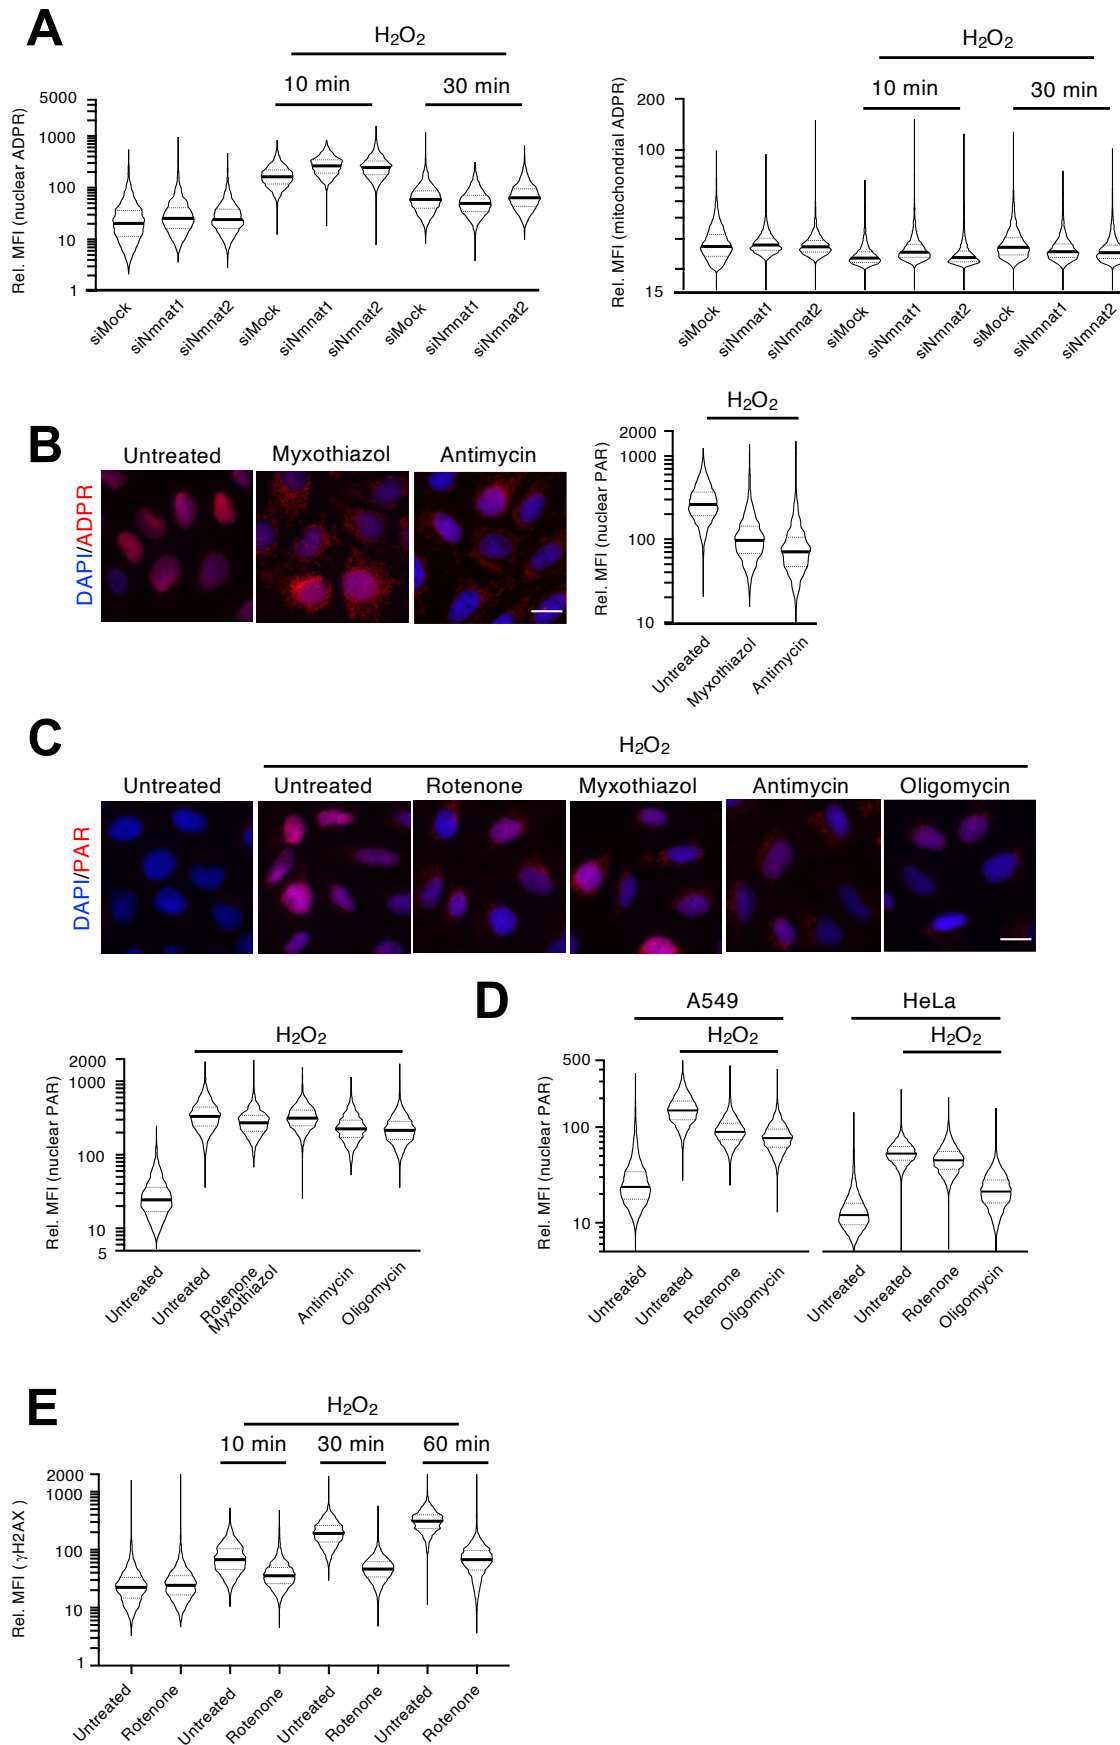 A
H2O2
10 min
30 min
Rel. MFI (nuclear ADPR)
5000
1000
100
10
1
siMock
siNmnat1
siNmnat2
siMock
siNmnat1
siNmnat2
siMock
siNmnat1
siNmnat2
H2O2
10 min
30 min
Rel. MFI (mitochondrial ADPR)
200
100
15
siMock
siNmnat1
siNmnat2
siMock
siNmnat1
siNmnat2
siMock
siNmnat1
siNmnat2
B
Untreated
Myxothiazol
Antimycin
DAPI/ADPR
H2O2
Rel. MFI (nuclear PAR)
2000
1000
100
10
Untreated
Myxothiazol
Antimycin
C
H2O2
Untreated
Untreated
Rotenone
Myxothiazol
Antimycin
Oligomycin
DAPI/PAR
H2O2
Rel. MFI (nuclear PAR)
2000
1000
100
10
5
Untreated
Untreated
Rotenone
Myxothiazol
Antimycin
Oligomycin
D
A549
HeLa
H2O2
H2O2
Rel. MFI (nuclear PAR)
500
100
10
Untreated
Untreated
Rotenone
Oligomycin
Untreated
Untreated
Rotenone
Oligomycin
E
H2O2
10 min
30 min
60 min
Rel. MFI ( γH2AX )
2000
1000
100
10
1
Untreated
Rotenone
Untreated
Rotenone
Untreated
Rotenone
Untreated
Rotenone